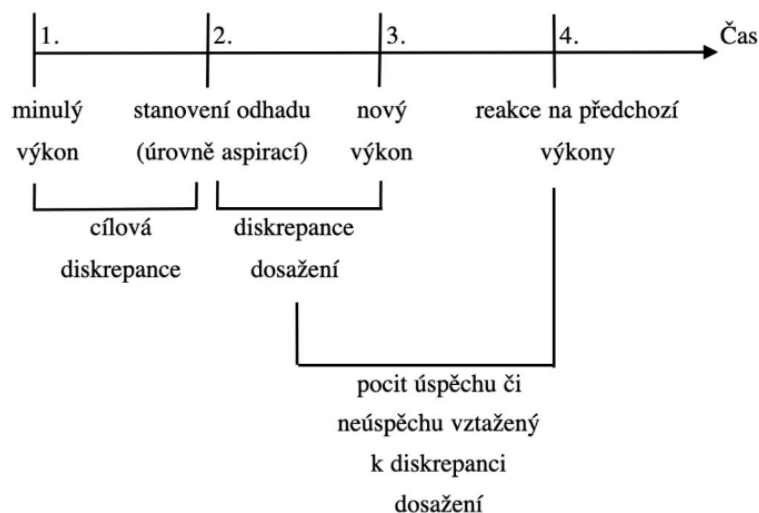 1. 2. 3. 4. Čas
minulý stanovení odhadu nový reakce na předchozí
výkon (úrovně aspirací) výkon výkony
cílová diskrepance
diskrepance dosažení
pocit úspěchu či
neúspěchu vztažený
k diskrepanci
dosažení